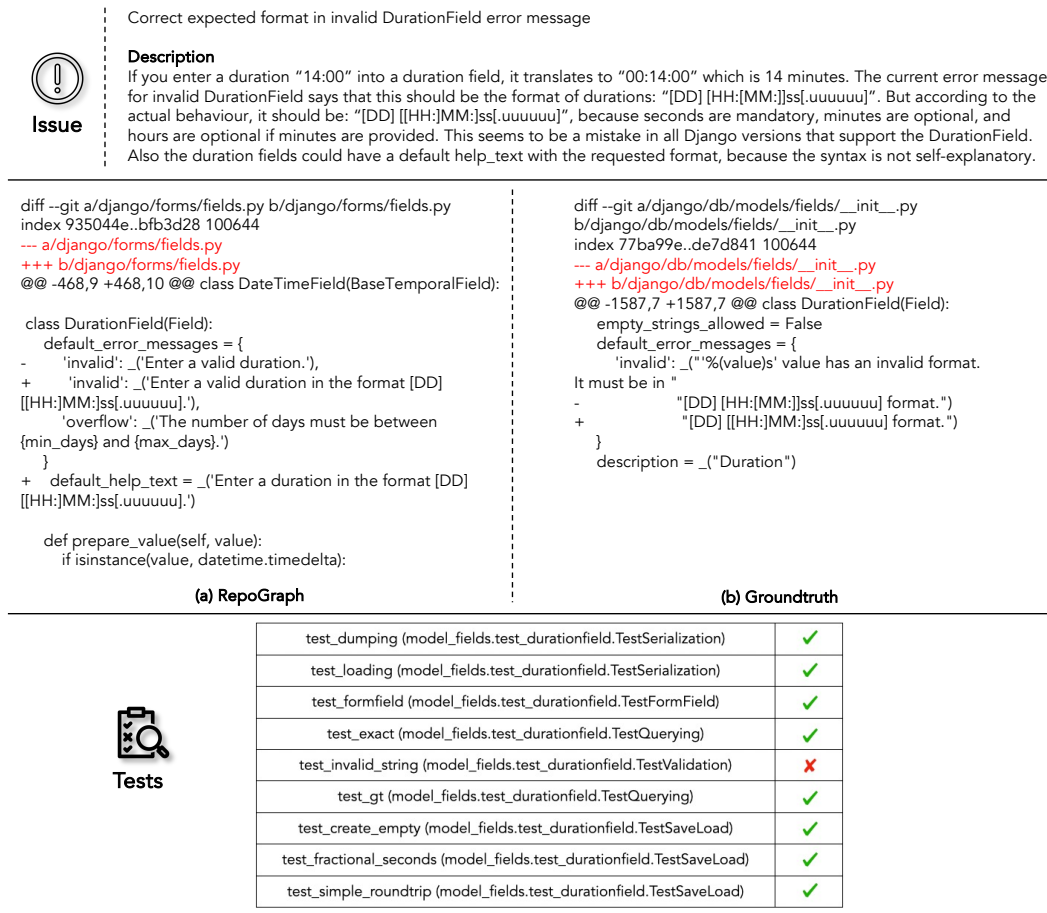 Correct expected format in invalid DurationField error message
Description
If you enter a duration “14:00” into a duration field, it translates to “00:14:00” which is 14 minutes. The current error message
for invalid DurationField says that this should be the format of durations: “[DD] [HH:[MM:]]ss[.uuuuuu]”. But according to the
actual behaviour, it should be: “[DD] [[HH:]MM:]ss[.uuuuuu]”, because seconds are mandatory, minutes are optional, and
hours are optional if minutes are provided. This seems to be a mistake in all Django versions that support the DurationField.
Also the duration fields could have a default help_text with the requested format, because the syntax is not self-explanatory.
Issue
diff --git a/django/forms/fields.py b/django/forms/fields.py
index 935044e..bfb3d28 100644
--- a/django/forms/fields.py
+++ b/django/forms/fields.py
@@ -468,9 +468,10 @@ class DateTimeField(BaseTemporalField):
class DurationField(Field):
default_error_messages = {
- 'invalid': _('Enter a valid duration.'),
+ 'invalid': _('Enter a valid duration in the format [DD]
[[HH:]MM:]ss[.uuuuuu].'),
'overflow': _('The number of days must be between
{min_days} and {max_days}.')
}
+ default_help_text = _('Enter a duration in the format [DD]
[[HH:]MM:]ss[.uuuuuu].')
def prepare_value(self, value):
if isinstance(value, datetime.timedelta):
(a) RepoGraph
diff --git a/django/db/models/fields/__init__.py
b/django/db/models/fields/__init__.py
index 77ba99e..de7d841 100644
--- a/django/db/models/fields/__init__.py
+++ b/django/db/models/fields/__init__.py
@@ -1587,7 +1587,7 @@ class DurationField(Field):
empty_strings_allowed = False
default_error_messages = {
'invalid': _("'%(value)s' value has an invalid format.
It must be in "
- "[DD] [HH:[MM:]]ss[.uuuuuu] format.")
+ "[DD] [[HH:]MM:]ss[.uuuuuu] format.")
}
description = _("Duration")
(b) Groundtruth
Tests
test_dumping (model_fields.test_durationfield.TestSerialization) ✓
test_loading (model_fields.test_durationfield.TestSerialization) ✓
test_formfield (model_fields.test_durationfield.TestFormField) ✓
test_exact (model_fields.test_durationfield.TestQuerying) ✓
test_invalid_string (model_fields.test_durationfield.TestValidation) ✘
test_gt (model_fields.test_durationfield.TestQuerying) ✓
test_create_empty (model_fields.test_durationfield.TestSaveLoad) ✓
test_fractional_seconds (model_fields.test_durationfield.TestSaveLoad) ✓
test_simple_roundtrip (model_fields.test_durationfield.TestSaveLoad) ✓